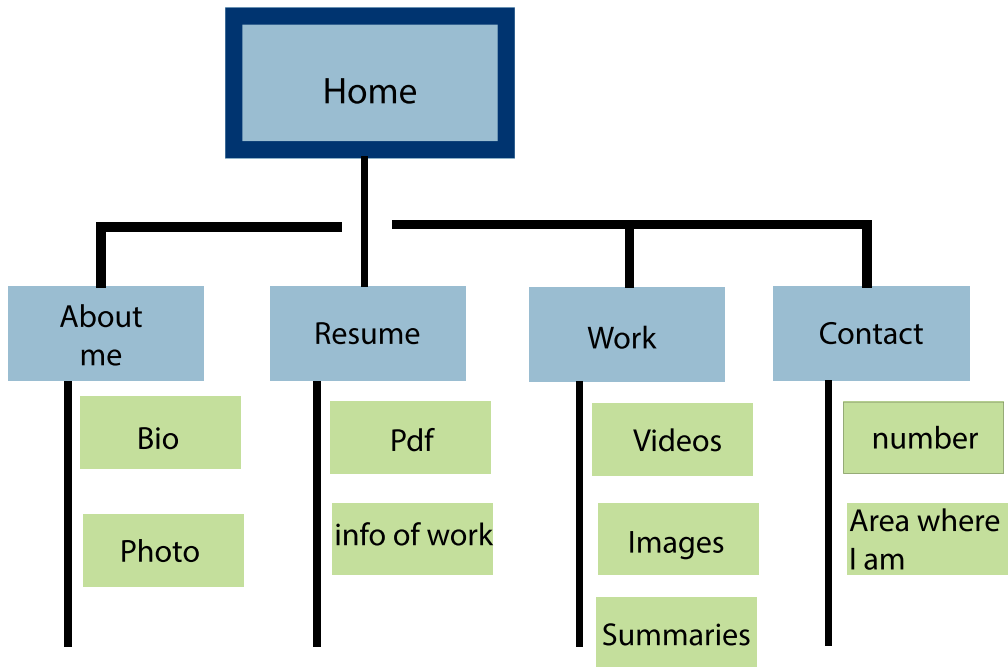 Home
About
me
Resume
Work
Contact
Bio
Photo
Pdf
info of work
Videos
Images
Summaries
number
Area where
I am